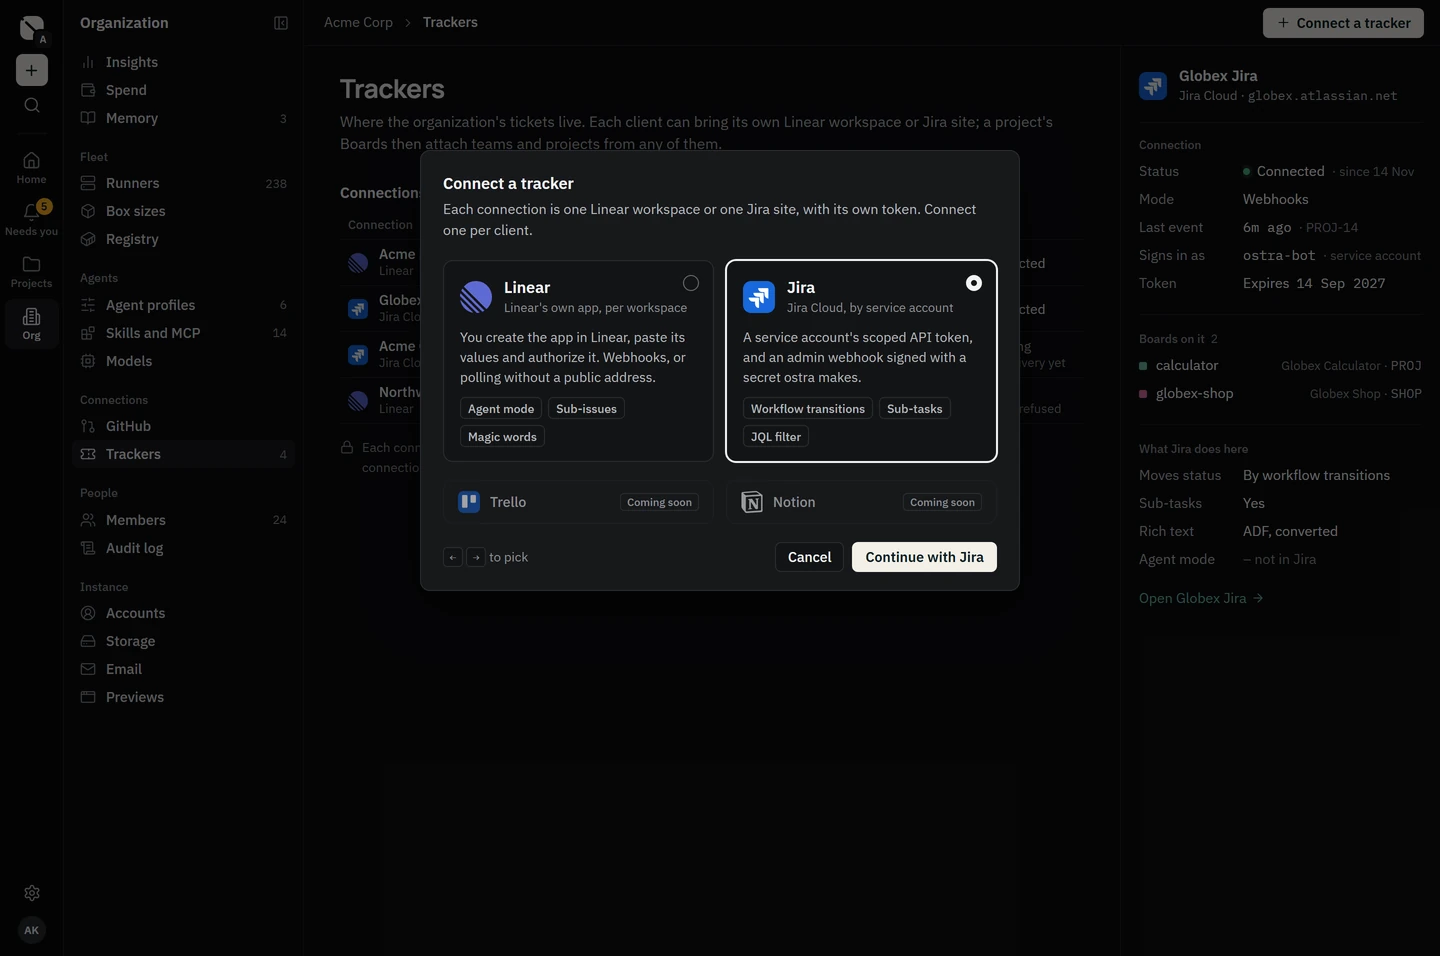 A
Home
5
Needs you
Projects
Org
AK
Organization
Insights
Spend
Memory 3
Fleet
Runners 238
Box sizes
Registry
Agents
Agent profiles 6
Skills and MCP 14
Models
Connections
GitHub
Trackers 4
People
Members 24
Audit log
Instance
Accounts
Storage
Email
Previews
Acme Corp > Trackers
+ Connect a tracker
Trackers
Where the organization's tickets live. Each client can bring its own Linear workspace or Jira site; a project's
Boards then attach teams and projects from any of them.
Connection
Acme
Linear
Globex
Jira Clo
Acme
Jira Clo
Northw
Linear
Each conn
connectio
Connect a tracker
Each connection is one Linear workspace or one Jira site, with its own token. Connect
one per client.
Linear
Linear's own app, per workspace
You create the app in Linear, paste its
values and authorize it. Webhooks, or
polling without a public address.
Agent mode Sub-issues
Magic words
Jira
Jira Cloud, by service account
A service account's scoped API token,
and an admin webhook signed with a
secret ostra makes.
Workflow transitions Sub-tasks
JQL filter
Trello Coming soon
Notion Coming soon
← → to pick
Cancel
Continue with Jira
Globex Jira
Jira Cloud · globex.atlassian.net
Connection
Status Connected · since 14 Nov
Mode Webhooks
Last event 6m ago · PROJ-14
Signs in as ostra-bot · service account
Token Expires 14 Sep 2027
Boards on it 2
calculator Globex Calculator · PROJ
globex-shop Globex Shop · SHOP
What Jira does here
Moves status By workflow transitions
Sub-tasks Yes
Rich text ADF, converted
Agent mode – not in Jira
Open Globex Jira →